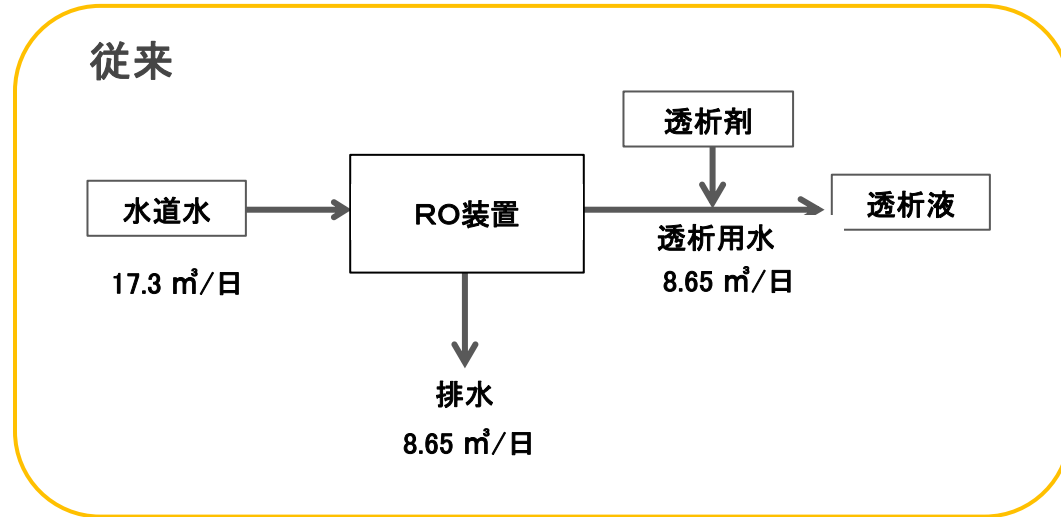 従来
透析剤
水道水
RO装置
透析液
透析用水
17.3 ㎥/日
8.65 ㎥/日
排水
8.65 ㎥/日